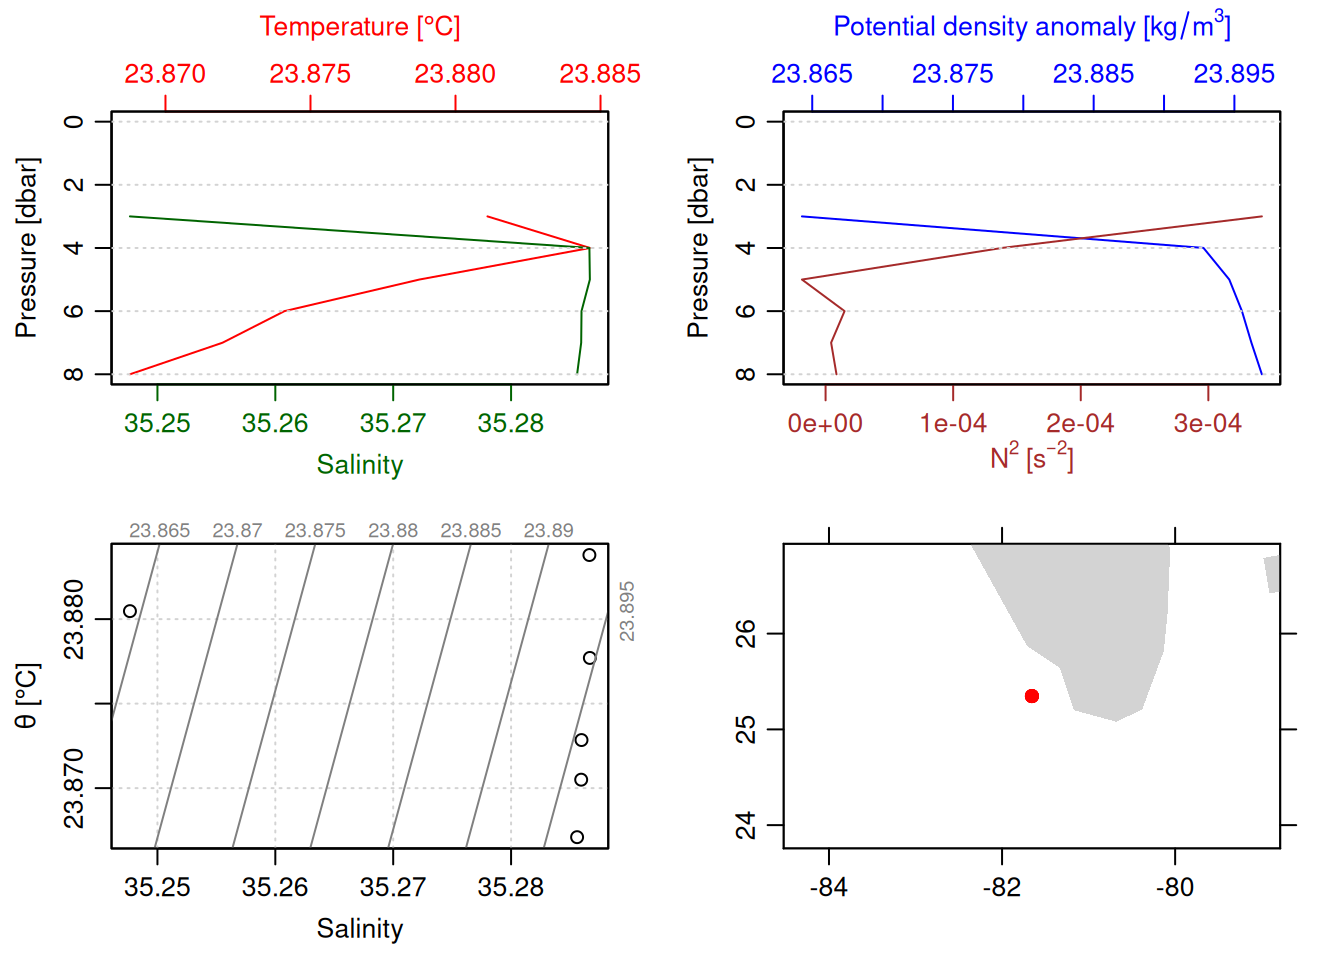 Temperature [°C]
23.870 23.875 23.880 23.885
0
2
4
6
8
Pressure [dbar]
35.25 35.26 35.27 35.28
Salinity
Potential density anomaly [kg/m³]
23.865 23.875 23.885 23.895
0
2
4
6
8
Pressure [dbar]
0e+00 1e-04 2e-04 3e-04
N² [s⁻²]
23.865 23.87 23.875 23.88 23.885 23.89
23.895
23.880
23.870
θ [°C]
35.25 35.26 35.27 35.28
Salinity
26
25
24
-84 -82 -80